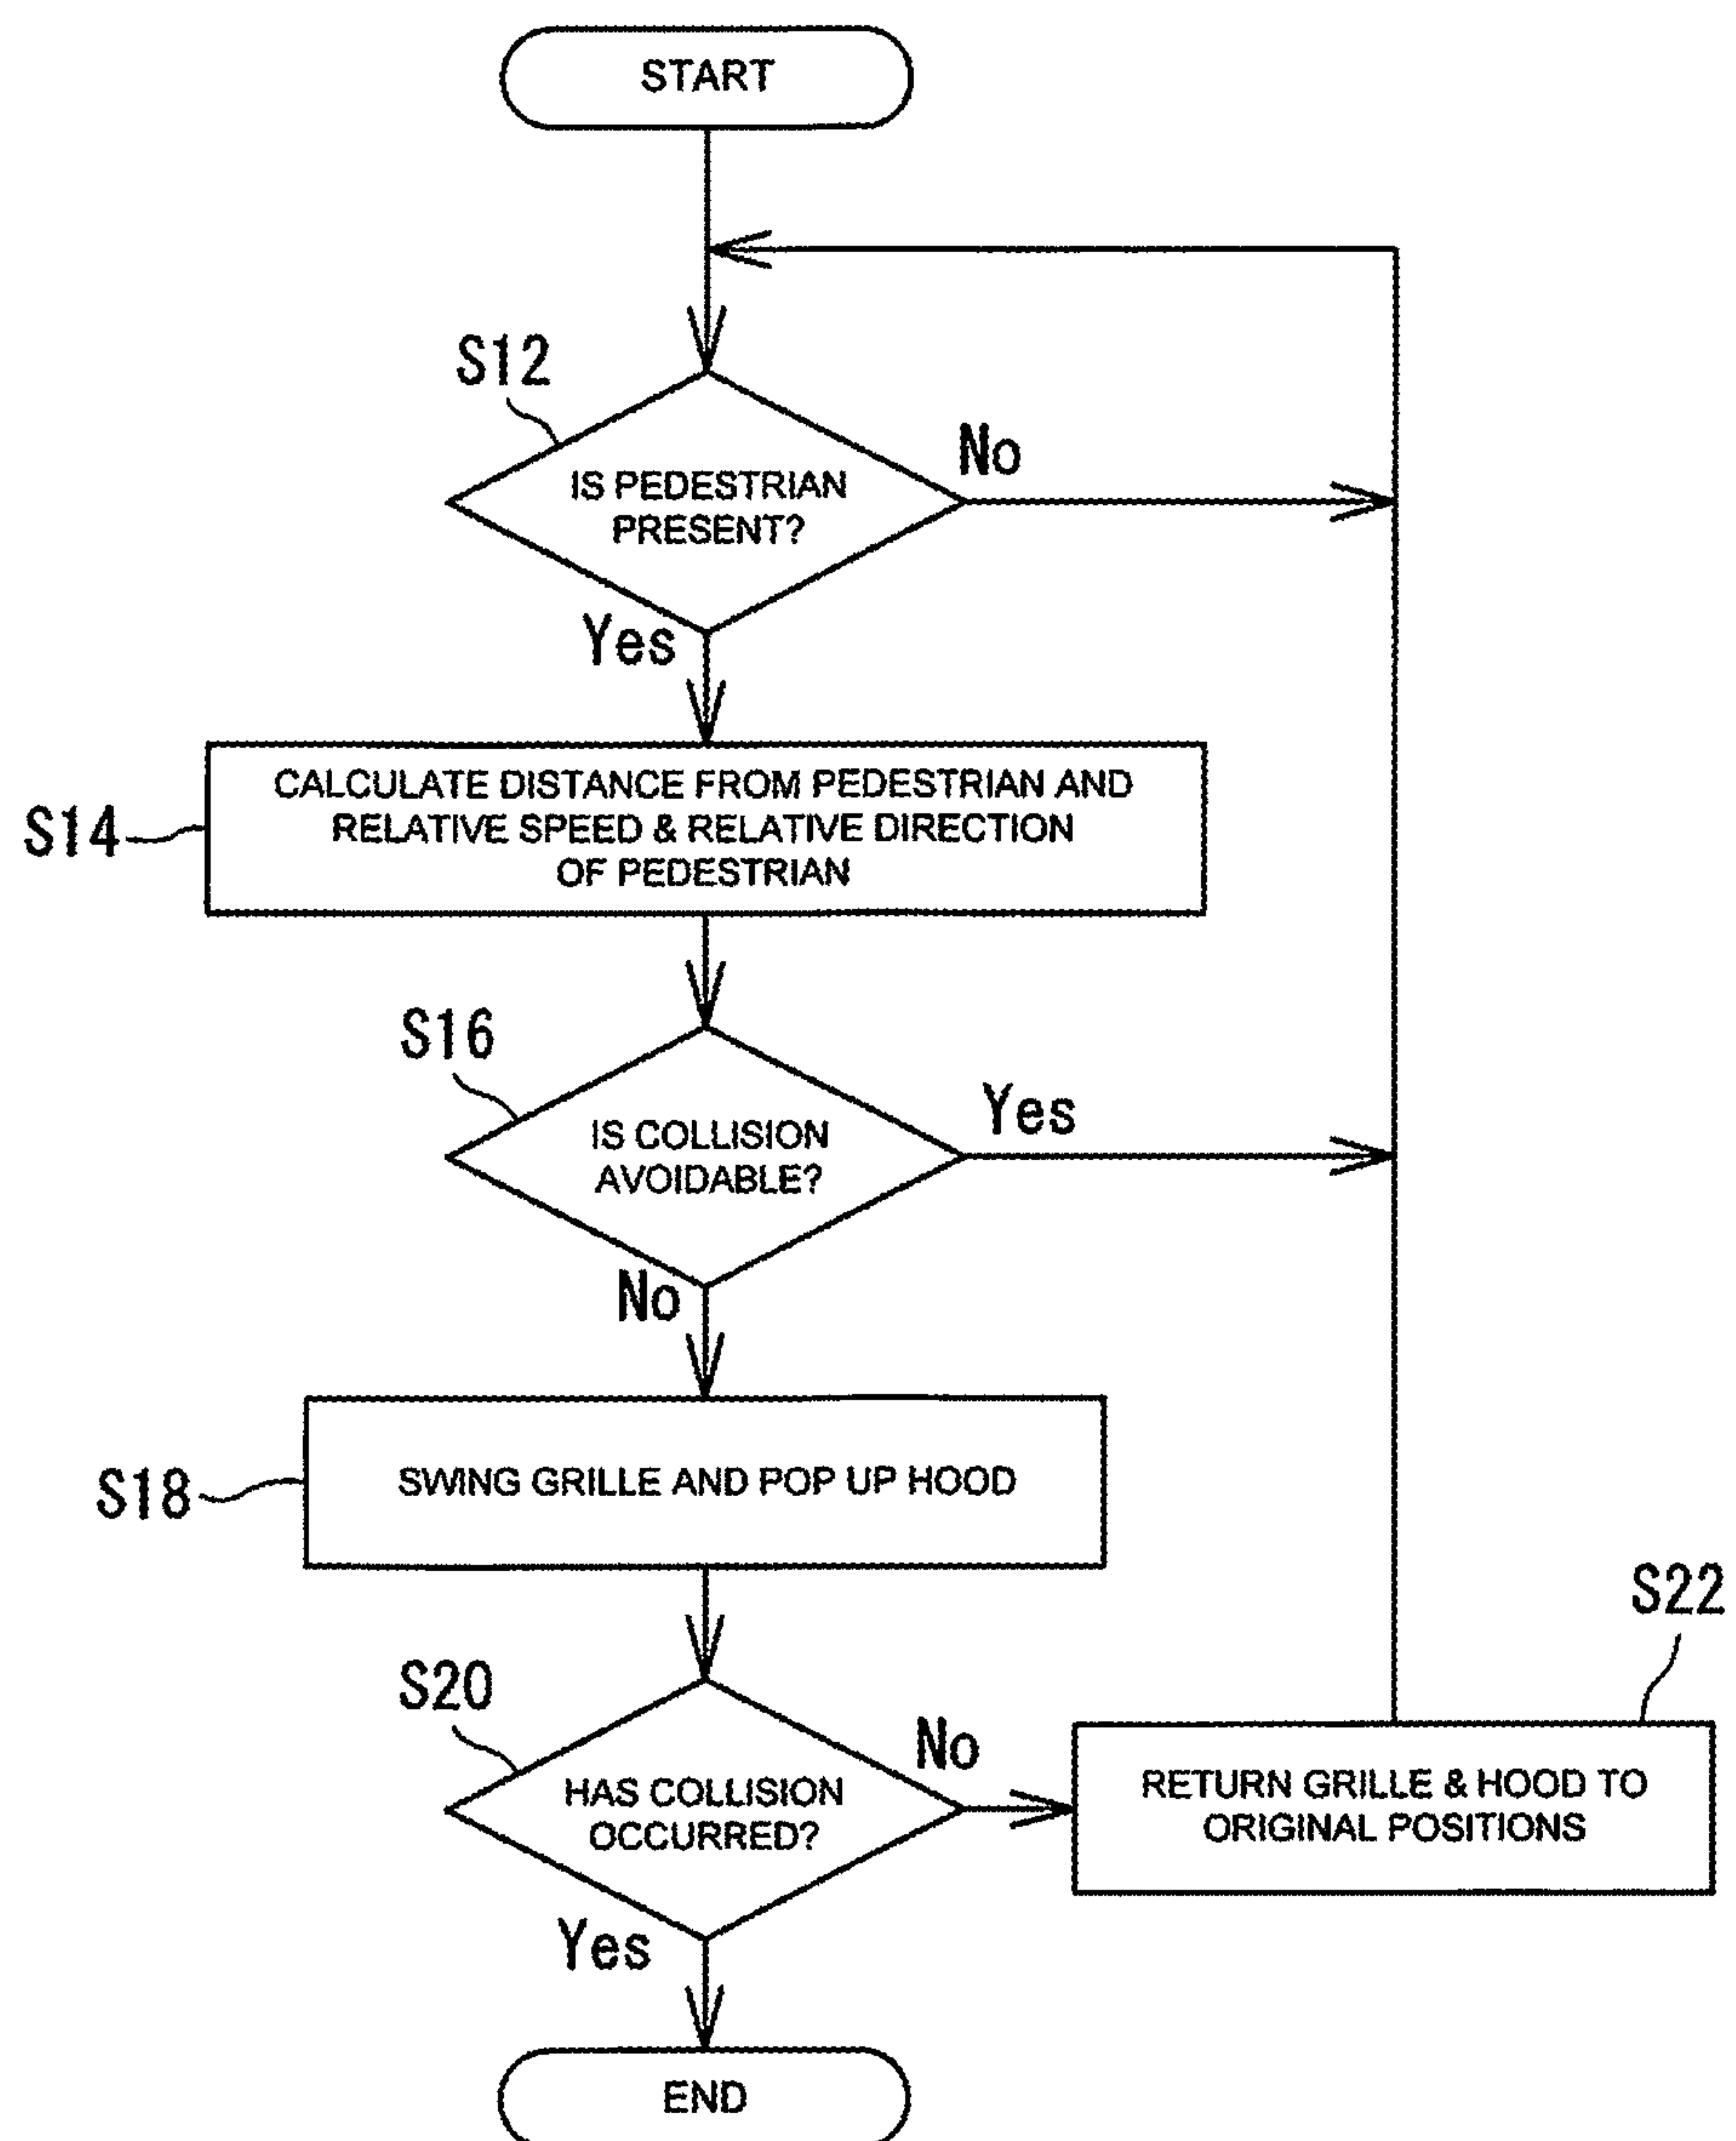 START
S12
IS PEDESTRIAN
PRESENT?
No
Yes
S14
CALCULATE DISTANCE FROM PEDESTRIAN AND
RELATIVE SPEED & RELATIVE DIRECTION
OF PEDESTRIAN
S16
IS COLLISION
AVOIDABLE?
Yes
No
S18
SWING GRILLE AND POP UP HOOD
S20
HAS COLLISION
OCCURRED?
No
S22
RETURN GRILLE & HOOD TO
ORIGINAL POSITIONS
Yes
END